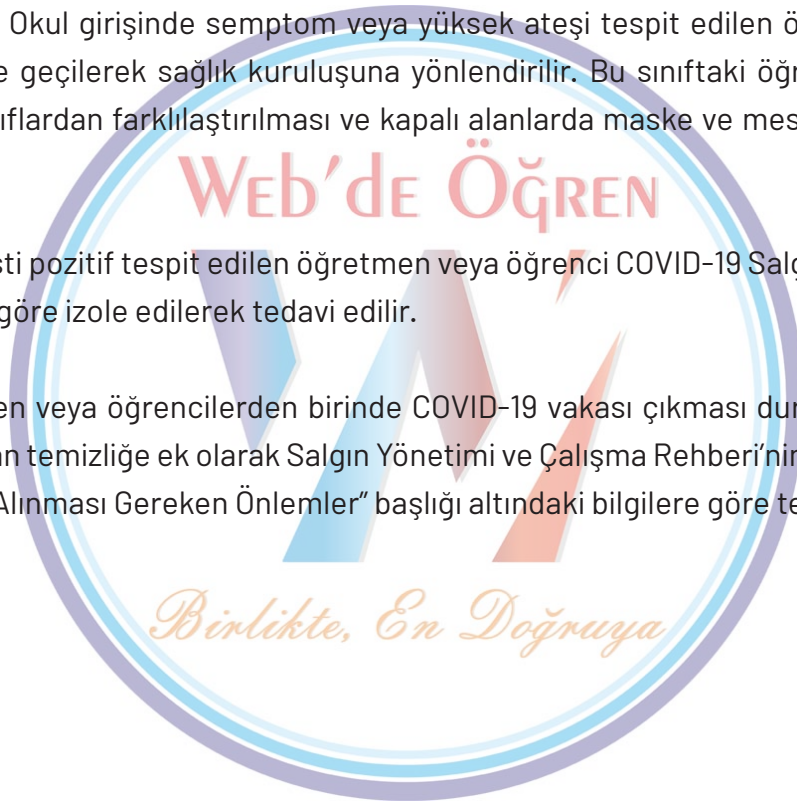 Okul girişinde semptom veya yüksek ateşi tespit edilen ö
e geçilerek sağlık kuruluşuna yönlendirilir. Bu sınıftaki öğr
ıflardan farklılaştırılması ve kapalı alanlarda maske ve mes
Web'de Öğren
sti pozitif tespit edilen öğretmen veya öğrenci COVID-19 Salg
göre izole edilerek tedavi edilir.
en veya öğrencilerden birinde COVID-19 vakası çıkması dur
an temizliğe ek olarak Salgın Yönetimi ve Çalışma Rehberi’nin
Alınması Gereken Önlemler” başlığı altındaki bilgilere göre te
Birlikte, En Doğruya